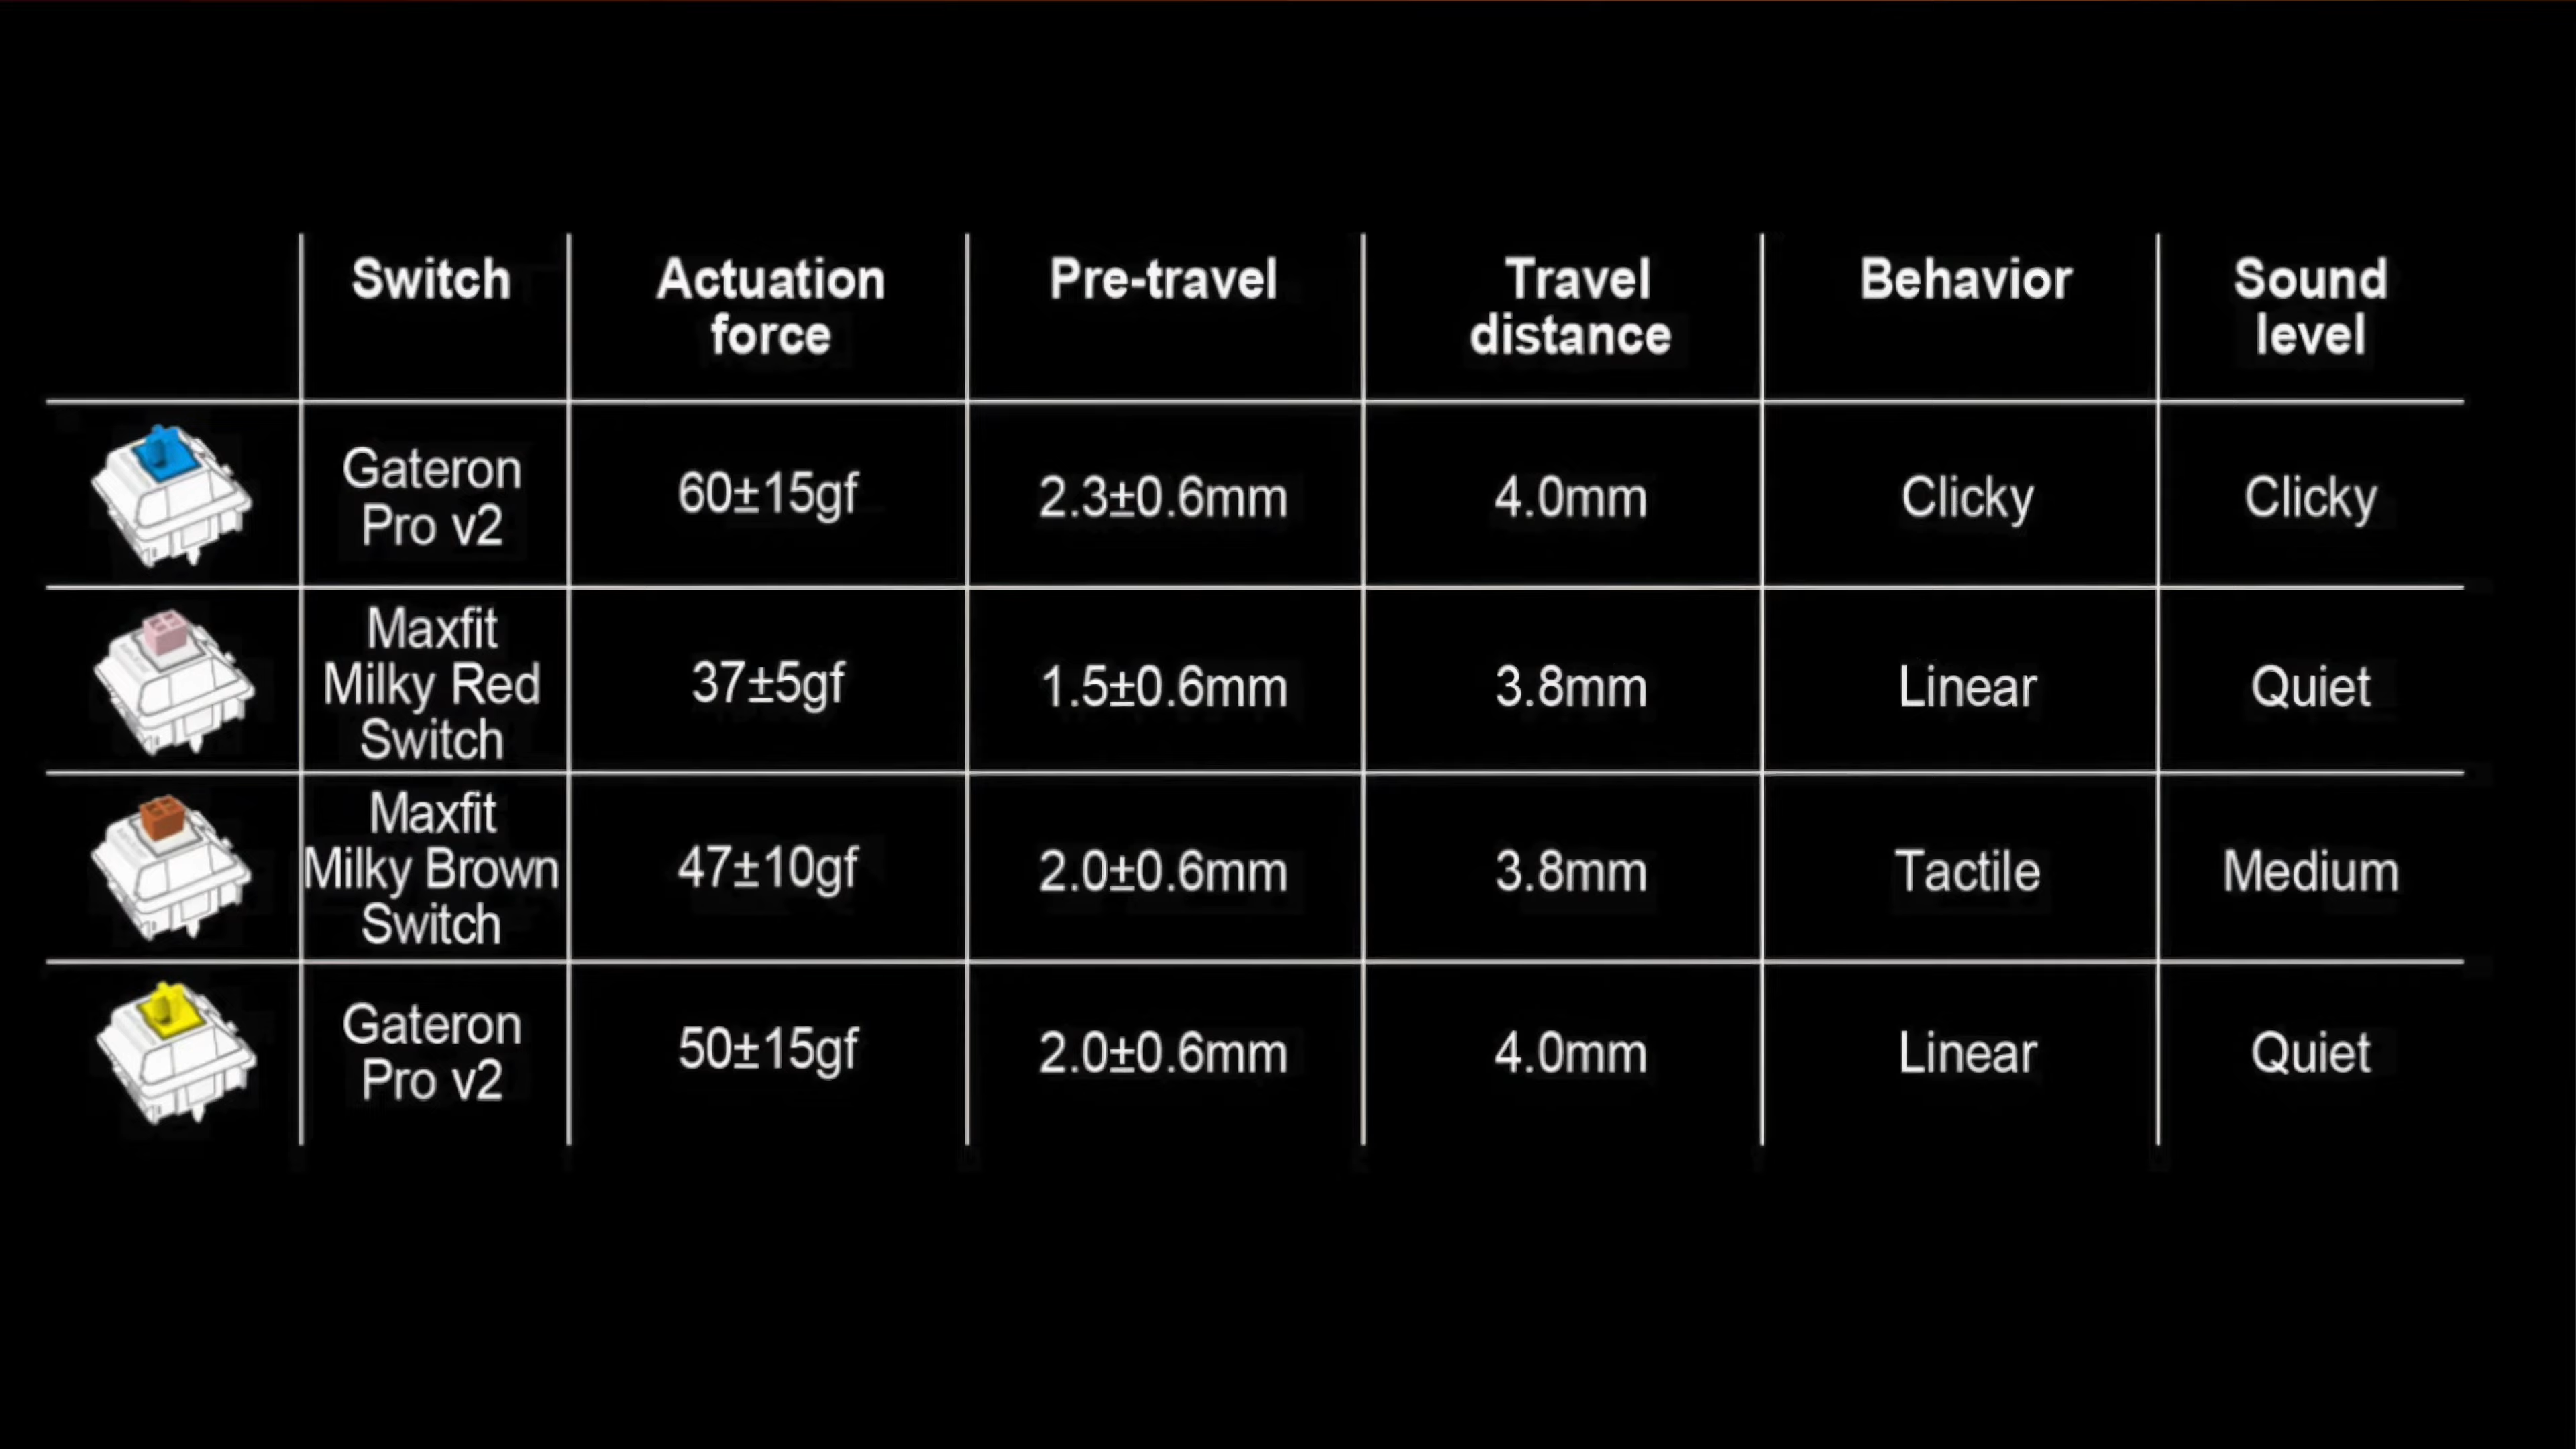 Switch
Actuation
force
Pre-travel
Travel
distance
Behavior
Sound
level
Gateron
Pro v2
60±15gf
2.3±0.6mm
4.0mm
Clicky
Clicky
Maxfit
Milky Red
Switch
37±5gf
1.5±0.6mm
3.8mm
Linear
Quiet
Maxfit
Milky Brown
Switch
47±10gf
2.0±0.6mm
3.8mm
Tactile
Medium
Gateron
Pro v2
50±15gf
2.0±0.6mm
4.0mm
Linear
Quiet